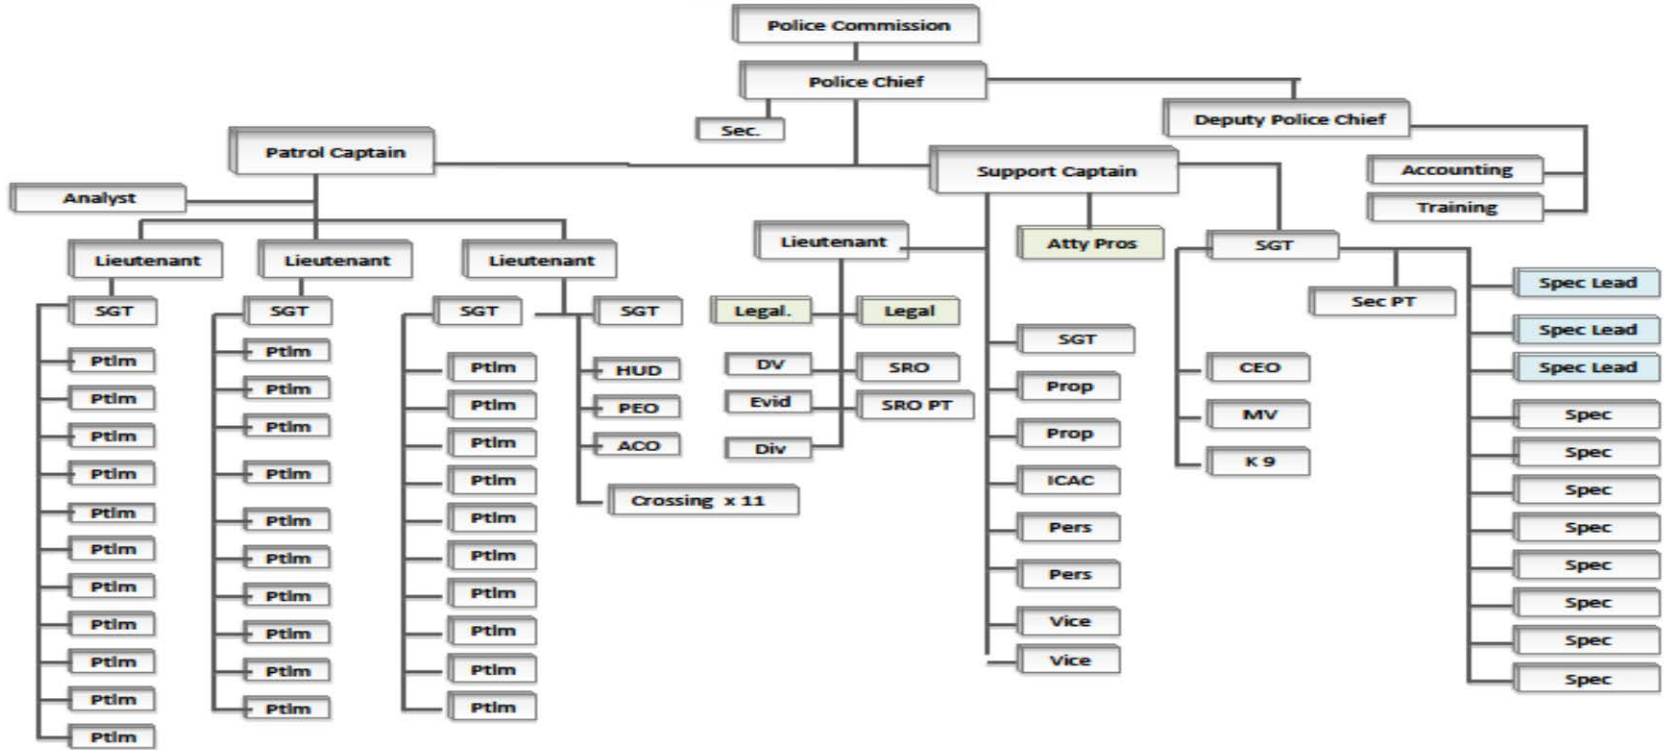 Police Commission
Police Chief
Sec.
Deputy Police Chief
Accounting
Training
Patrol Captain
Analyst
Lieutenant
SGT
Ptlm
Ptlm
Ptlm
Ptlm
Ptlm
Ptlm
Ptlm
Ptlm
Ptlm
Ptlm
Ptlm
Lieutenant
SGT
Ptlm
Ptlm
Ptlm
Ptlm
Ptlm
Ptlm
Ptlm
Ptlm
Ptlm
Ptlm
Lieutenant
SGT
Ptlm
Ptlm
Ptlm
Ptlm
Ptlm
Ptlm
Ptlm
Ptlm
Ptlm
Ptlm
SGT
HUD
PEO
ACO
Crossing x 11
Support Captain
Lieutenant
Legal.
Legal
DV
SRO
Evid
SRO PT
Div
Atty Pros
SGT
Prop
Prop
ICAC
Pers
Pers
Vice
Vice
SGT
CEO
MV
K 9
Sec PT
Spec Lead
Spec Lead
Spec Lead
Spec
Spec
Spec
Spec
Spec
Spec
Spec
Spec